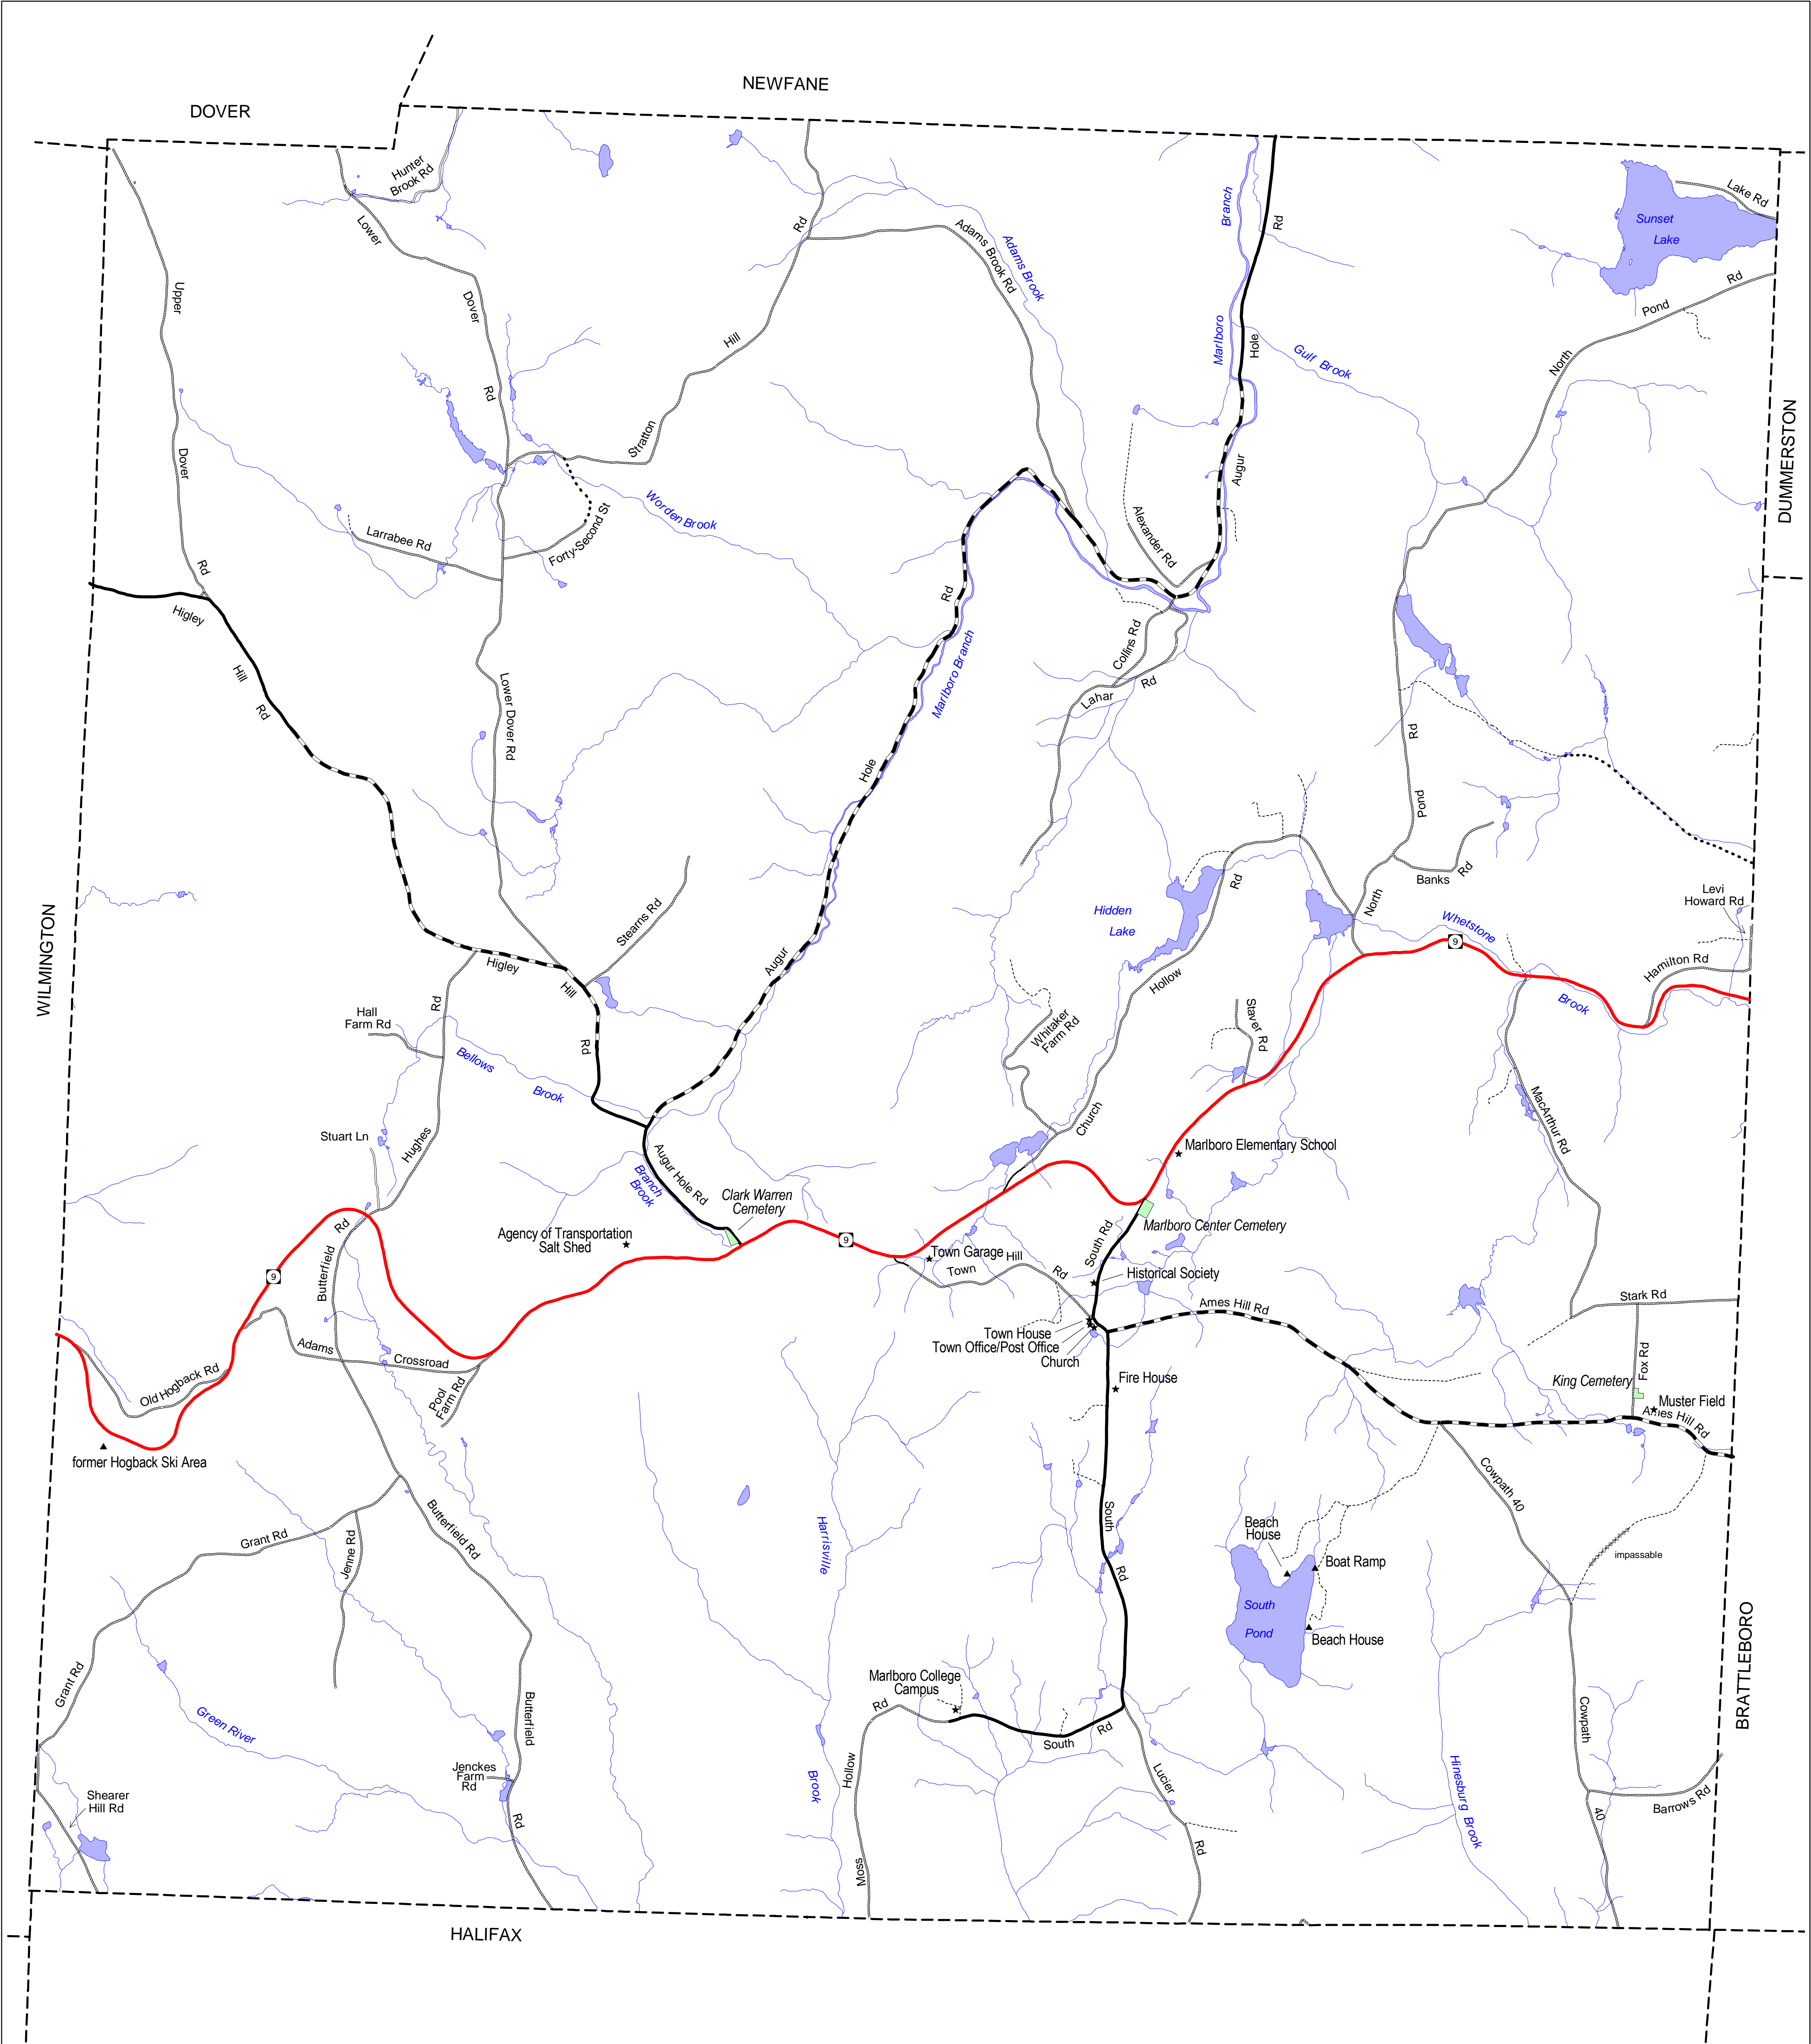 NEWFANE
DOVER
Hunter
Brook Rd
Lower
Dover
Rd
Upper
Dover
Rd
Rd
Hill
Stratton
Adams Brook Rd
Adams Brook
Branch
Marlboro
Rd
Hole
Augur
Gulf Brook
Lake Rd
Sunset
Lake
Rd
Pond
North
DUMMERSTON
Worden Brook
Larrabee Rd
Forty-Second St
Alexander Rd
Higley
Hill
Rd
Rd
Marlboro Branch
Collins Rd
Lahar
Rd
Lower Dover Rd
Hole
Rd
Pond
Banks
Rd
North
Levi
Howard Rd
WILMINGTON
Stearns Rd
Higley
Hill
Rd
Augur
Hidden
Lake
Rd
Hollow
Whetstone
9
Hamilton Rd
Brook
Hall
Farm Rd
Rd
Bellows
Brook
Whitaker
Farm Rd
Staver Rd
Church
MacArthur Rd
Stuart Ln
Hughes
Augur Hole Rd
Branch
Brook
Marlboro Elementary School
Clark Warren
Cemetery
Marlboro Center Cemetery
Agency of Transportation
Salt Shed
9
Rd
Butterfield
9
Town Garage
Town
Hill
Rd
South Rd
Historical Society
Ames Hill Rd
Stark Rd
Town House
Town Office/Post Office
Church
Adams
Crossroad
Old Hogback Rd
Pool
Farm Rd
Fire House
Fox Rd
King Cemetery
Muster Field
Ames Hill Rd
former Hogback Ski Area
Cowpath 40
Grant Rd
Jenne Rd
Butterfield Rd
Harrisville
South
Rd
Beach
House
Boat Ramp
impassable
South
Pond
Beach House
BRATTLEBORO
Grant Rd
Green River
Butterfield
Marlboro College
Campus
Rd
South
Rd
Cowpath
Jenckes
Farm
Rd
Rd
Brook
Hollow
Moss
Lucier
Rd
Hinesburg Brook
40
Barrows Rd
Shearer
Hill Rd
HALIFAX